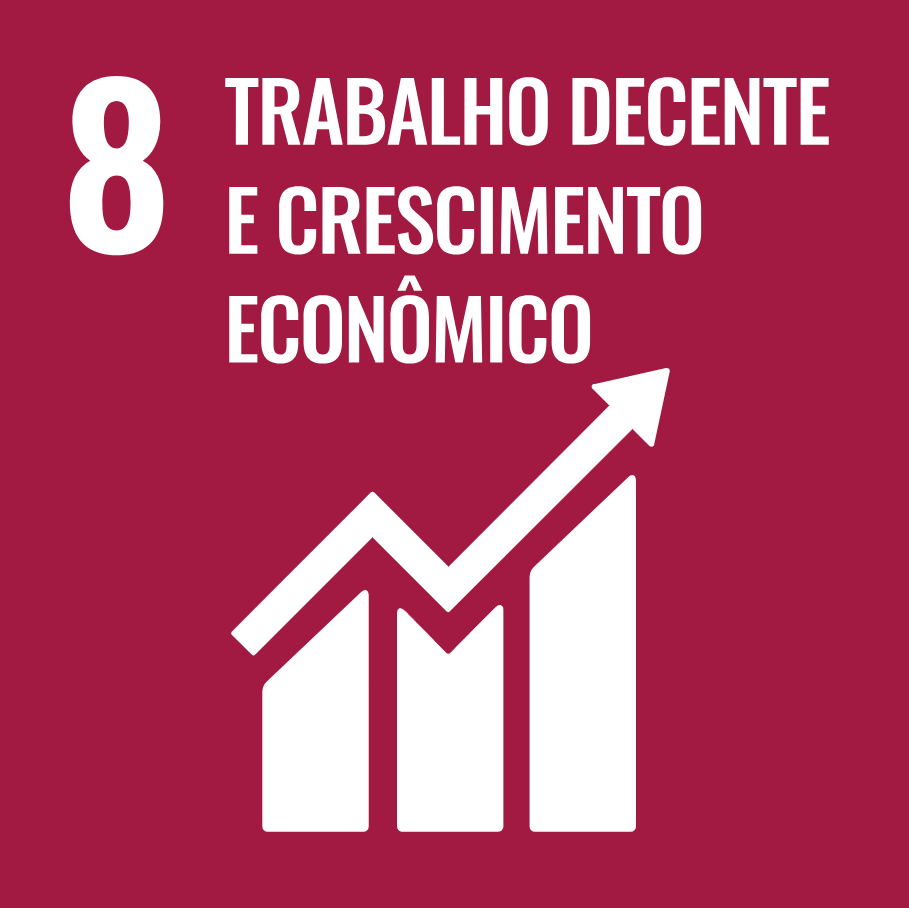 8
TRABALHO DECENTE
E CRESCIMENTO
ECONÔMICO